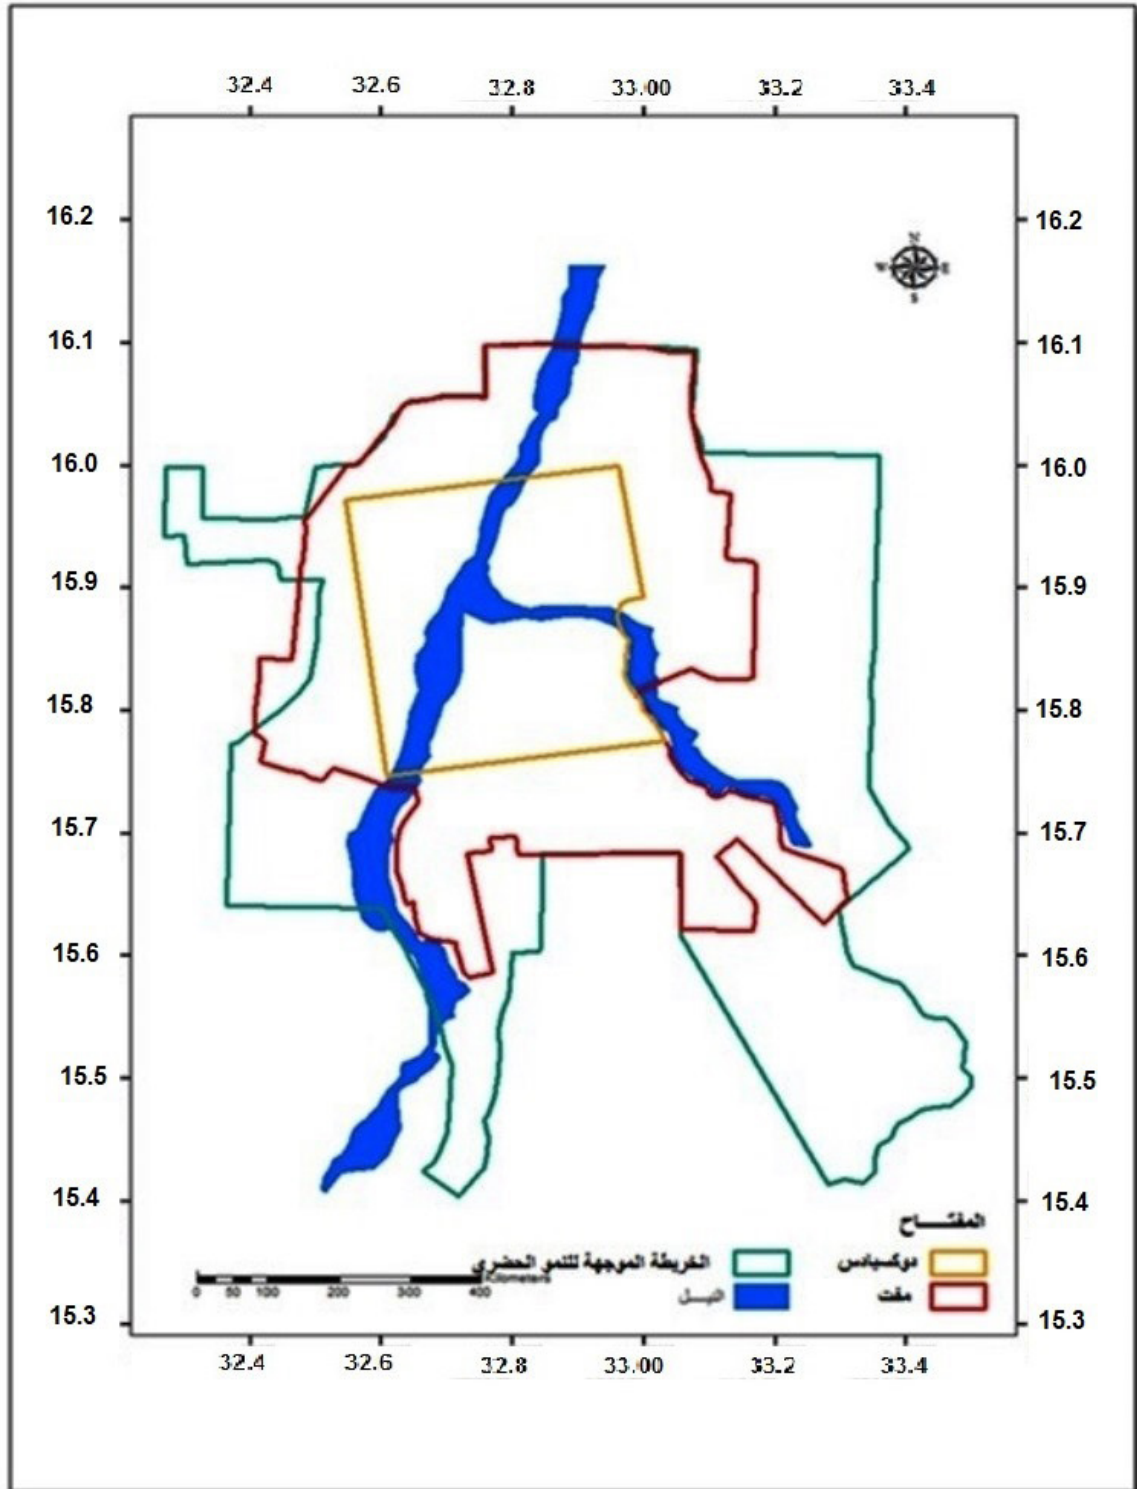 32.4 32.6 32.8 33.00 33.2 33.4
16.2 16.2
N
W E
S
16.1 16.1
16.0 16.0
15.9 15.9
15.8 15.8
15.7 15.7
15.6 15.6
15.5 15.5
15.4 15.4
المفتـــــاح
دوكسيادس الخريطة الموجهة للنمو الحضري
مفت النيــل
Kilometers
0 50 100 200 300 400
15.3 15.3
32.4 32.6 32.8 33.00 33.2 33.4